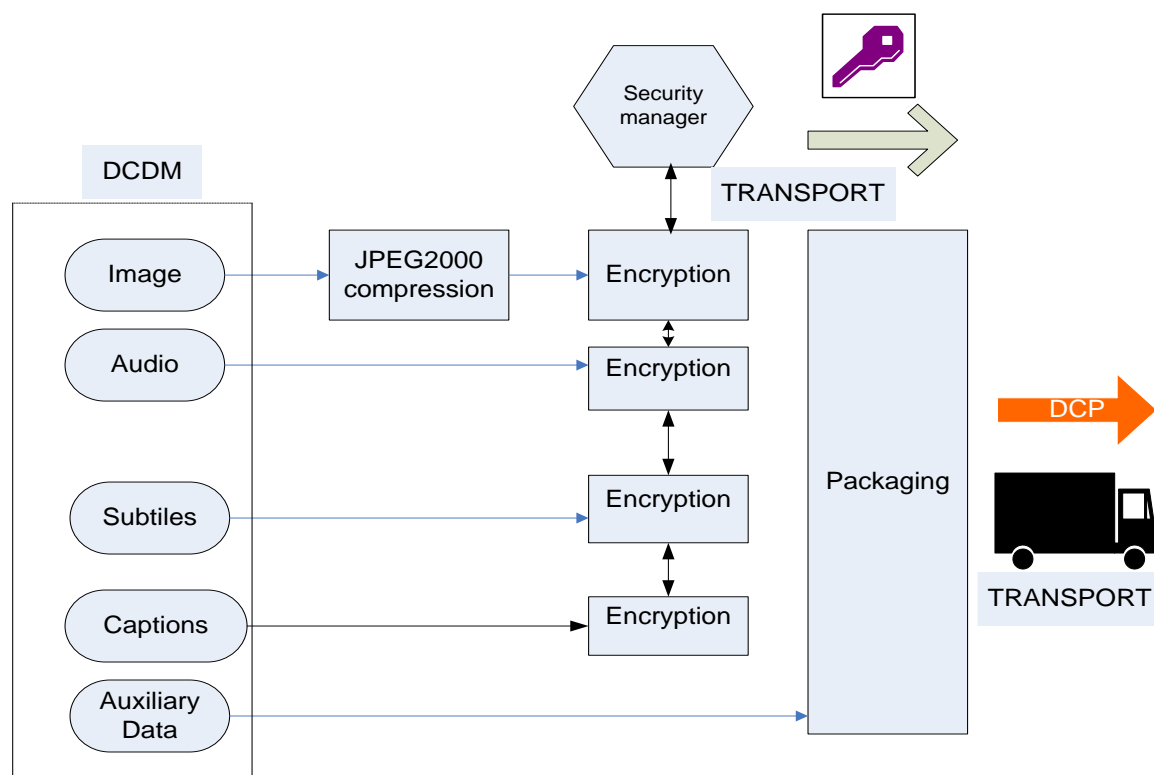 Security
manager
DCDM
TRANSPORT
Image
JPEG2000
compression
Encryption
Audio
Encryption
DCP
Packaging
Subtiles
Encryption
TRANSPORT
Captions
Encryption
Auxiliary
Data